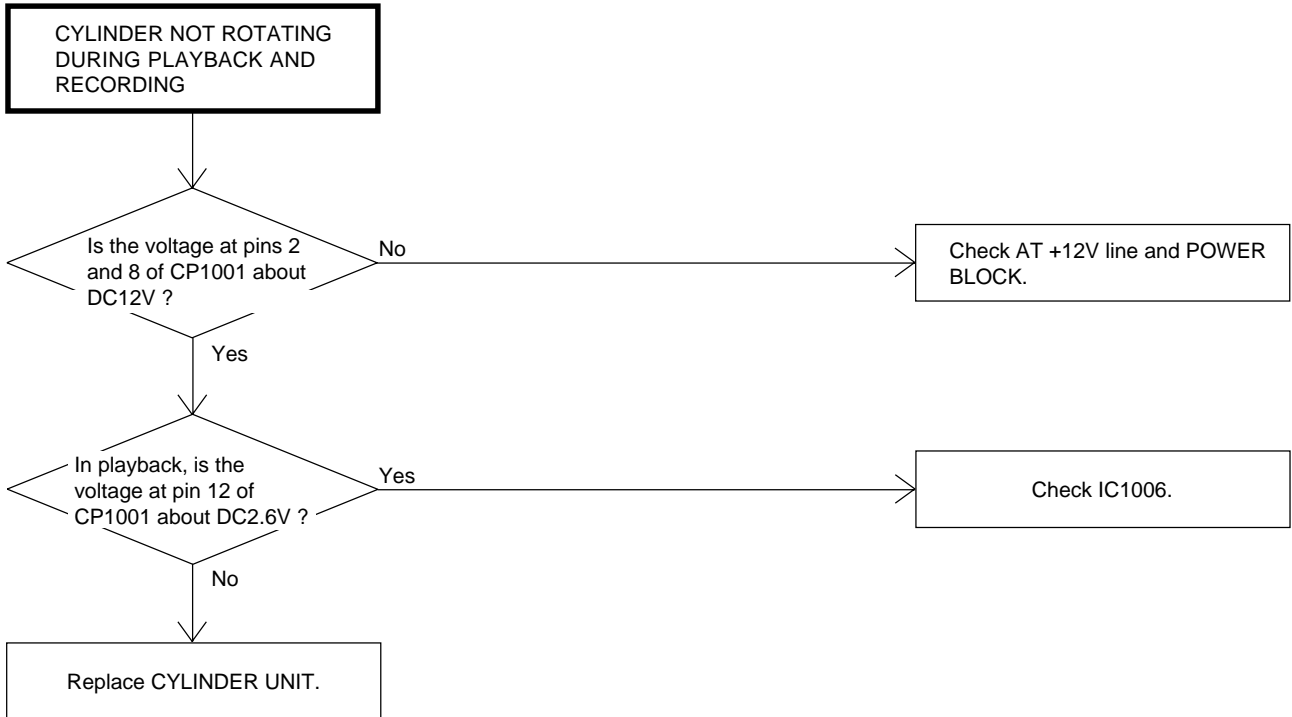 CYLINDER NOT ROTATING
DURING PLAYBACK AND
RECORDING
Is the voltage at pins 2
and 8 of CP1001 about
DC12V ?
No
Check AT +12V line and POWER
BLOCK.
Yes
In playback, is the
voltage at pin 12 of
CP1001 about DC2.6V ?
Yes
Check IC1006.
No
Replace CYLINDER UNIT.